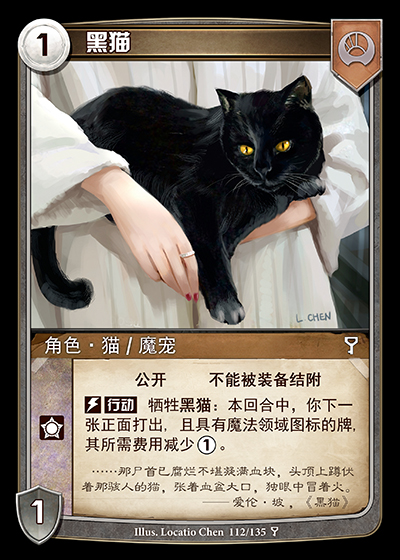 1 黑猫
L. CHEN
角色·猫/魔宠
公开 不能被装备结附
行动 牺牲黑猫：本回合中，你下一
张正面打出，且具有魔法领域图标的牌，
其所需费用减少1。
……那尸首已腐烂不堪凝满血块，头顶上蹲伏
着那骇人的猫，张着血盆大口，独眼中冒着火。
—— 爱伦·坡，《黑猫》
1
Illus. Locatio Chen 112/135